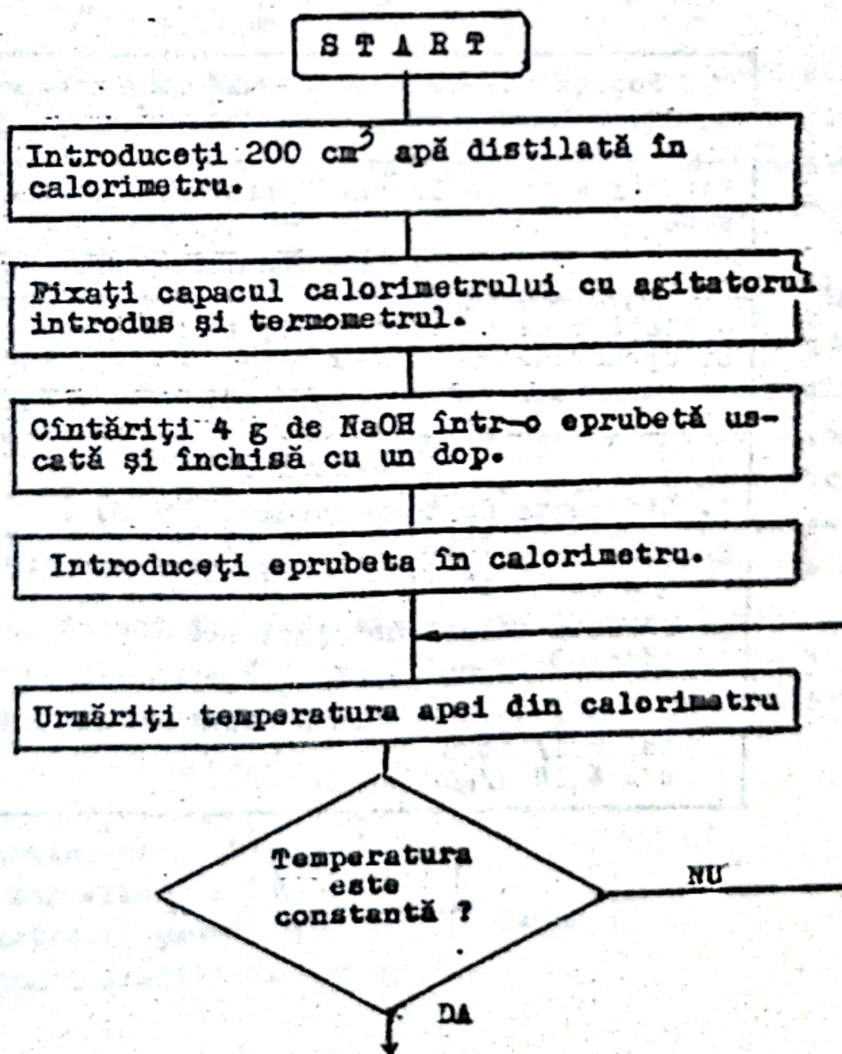 S T A R T
Introduceţi 200 cm³ apă distilată în
calorimetru.
Fixaţi capacul calorimetrului cu agitatorul
introdus şi termometrul.
Cîntăriţi 4 g de NaOH într-o eprubetă us-
cată şi închisă cu un dop.
Introduceţi eprubeta în calorimetru.
Urmăriţi temperatura apei din calorimetru
Temperatura
este
constantă ?
NU
DA